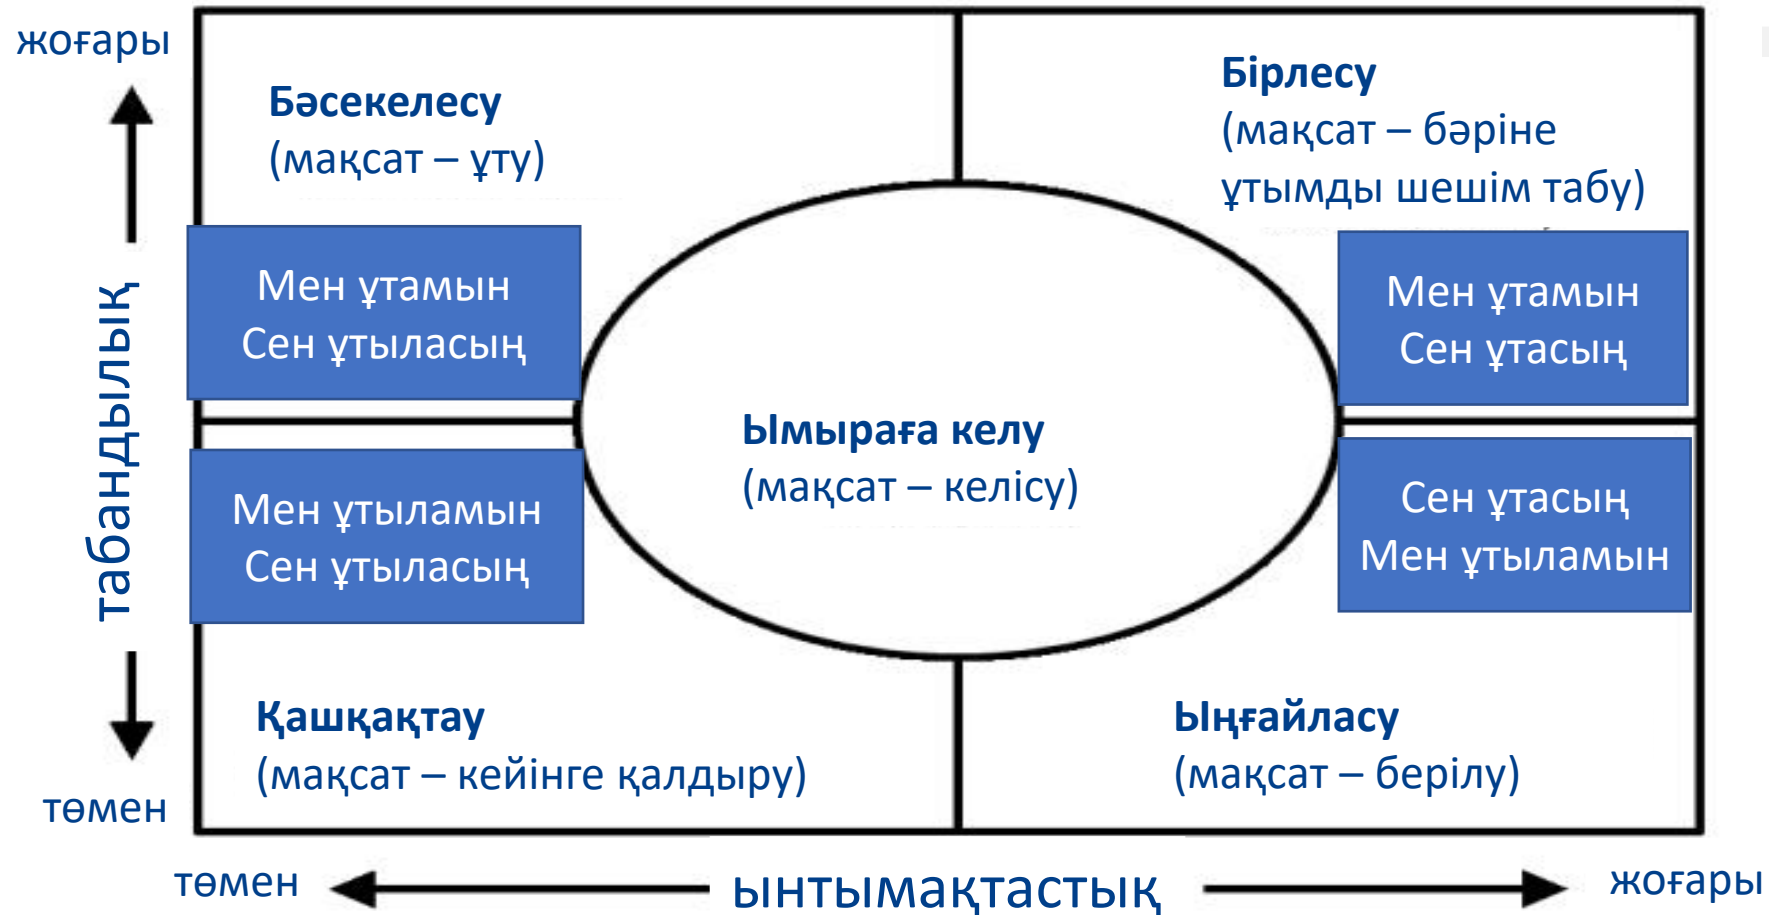 жоғары
Бәсекелесу
(мақсат – ұту)
Бірлесу
(мақсат – бәріне
ұтымды шешім табу)
Мен ұтамын
Сен ұтыласың
Мен ұтамын
Сен ұтасың
табандылық
Ымыраға келу
(мақсат – келісу)
Мен ұтыламын
Сен ұтыласың
Сен ұтасың
Мен ұтыламын
Қашқақтау
(мақсат – кейінге қалдыру)
Ыңғайласу
(мақсат – берілу)
төмен
төмен
ынтымақтастық
жоғары